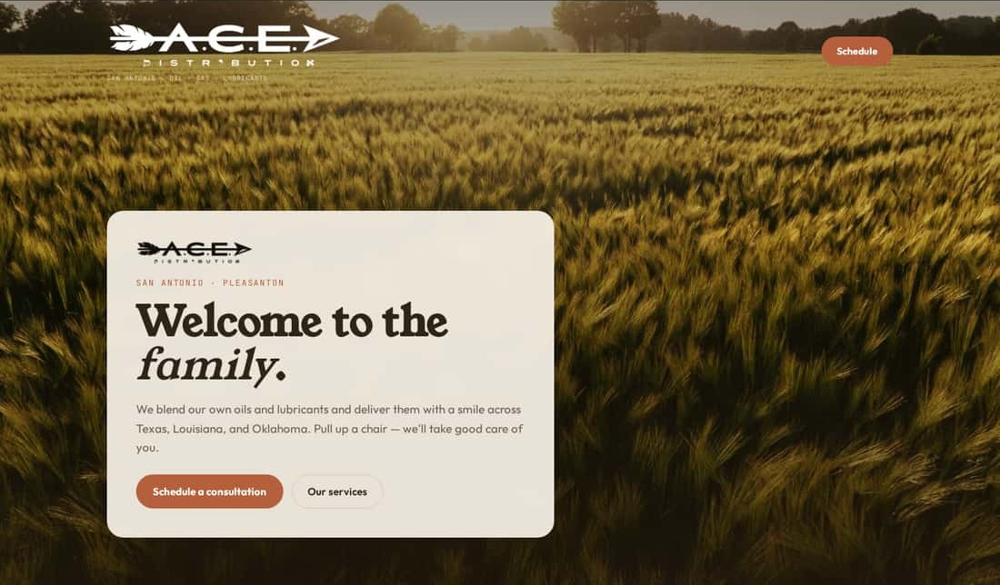 A.C.E.
DISTRIBUTION
SAN ANTONIO · OIL · GAS · LUBRICANTS
Schedule
A.C.E.
DISTRIBUTION
SAN ANTONIO · PLEASANTON
Welcome to the
family.
We blend our own oils and lubricants and deliver them with a smile across
Texas, Louisiana, and Oklahoma. Pull up a chair — we'll take good care of
you.
Schedule a consultation
Our services